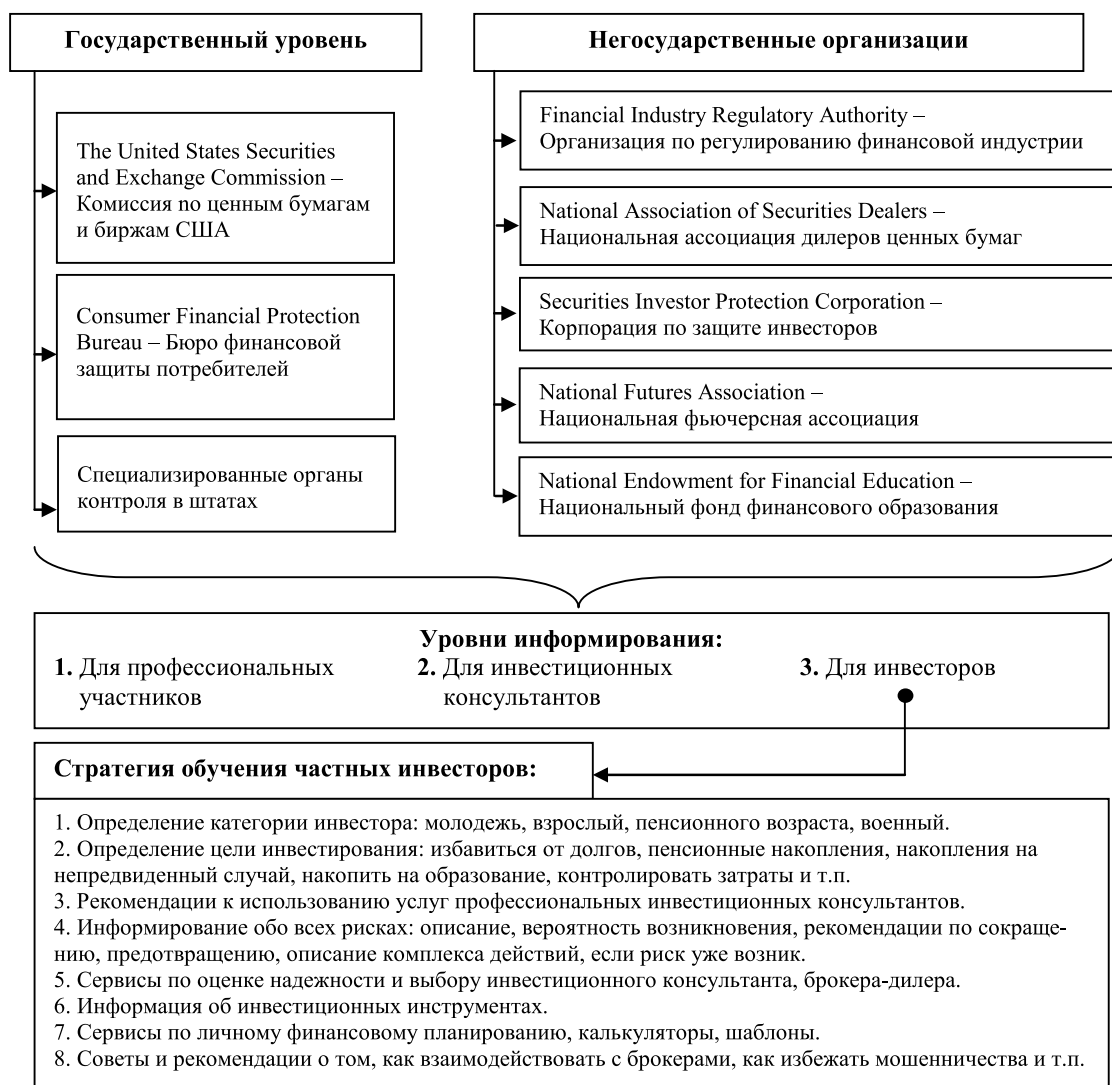 Государственный уровень
The United States Securities
and Exchange Commission –
Комиссия по ценным бумагам
и биржам США
Consumer Financial Protection
Bureau – Бюро финансовой
защиты потребителей
Специализированные органы
контроля в штатах
Негосударственные организации
Financial Industry Regulatory Authority –
Организация по регулированию финансовой индустрии
National Association of Securities Dealers –
Национальная ассоциация дилеров ценных бумаг
Securities Investor Protection Corporation –
Корпорация по защите инвесторов
National Futures Association –
Национальная фьючерсная ассоциация
National Endowment for Financial Education –
Национальный фонд финансового образования
Уровни информирования:
1. Для профессиональных
участников
2. Для инвестиционных
консультантов
3. Для инвесторов
Стратегия обучения частных инвесторов:
1. Определение категории инвестора: молодежь, взрослый, пенсионного возраста, военный.
2. Определение цели инвестирования: избавиться от долгов, пенсионные накопления, накопления на
непредвиденный случай, накопить на образование, контролировать затраты и т.п.
3. Рекомендации к использованию услуг профессиональных инвестиционных консультантов.
4. Информирование обо всех рисках: описание, вероятность возникновения, рекомендации по сокраще-
нию, предотвращению, описание комплекса действий, если риск уже возник.
5. Сервисы по оценке надежности и выбору инвестиционного консультанта, брокера-дилера.
6. Информация об инвестиционных инструментах.
7. Сервисы по личному финансовому планированию, калькуляторы, шаблоны.
8. Советы и рекомендации о том, как взаимодействовать с брокерами, как избежать мошенничества и т.п.